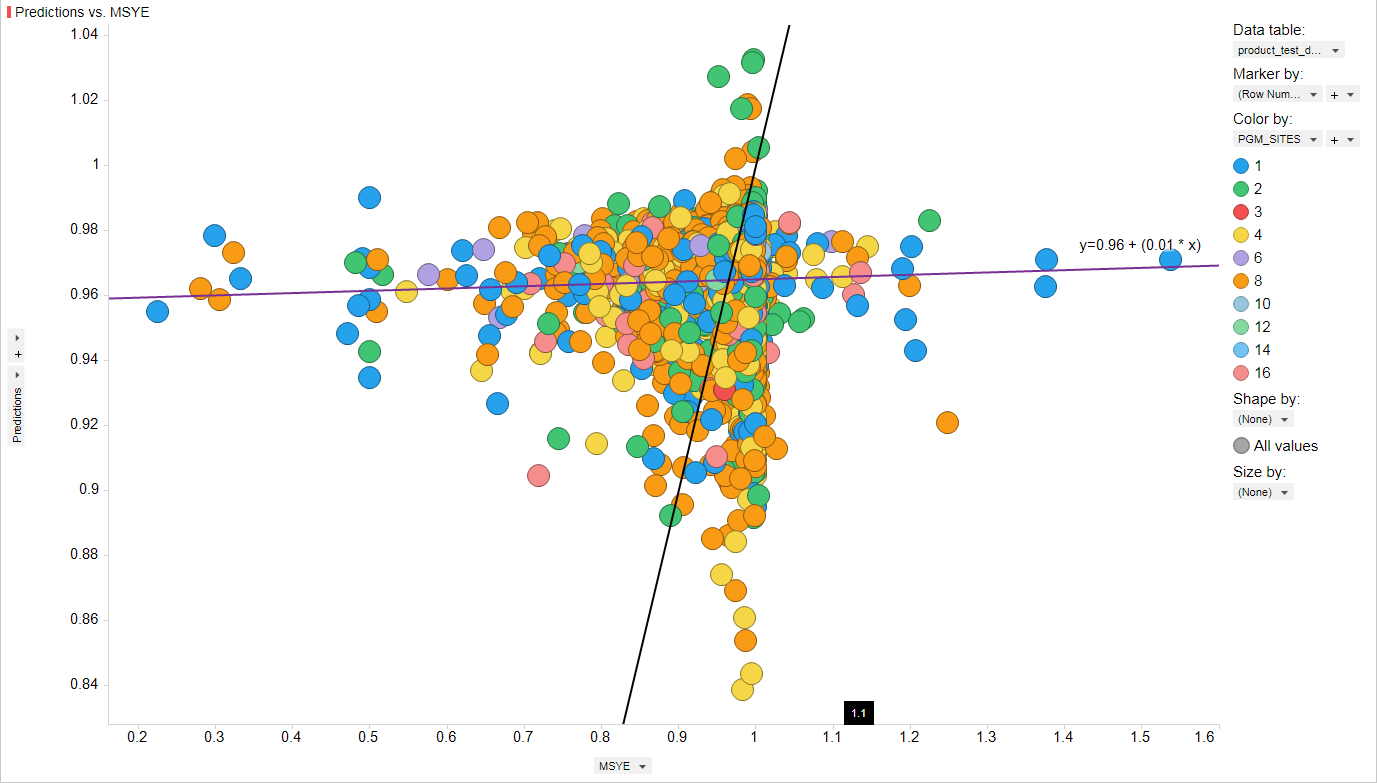 Predictions vs. MSYE
1.04
1.02
1
0.98
0.96
0.94
0.92
0.9
0.88
0.86
0.84
+
Predictions
y=0.96 + (0.01 * x)
1.1
0.2 0.3 0.4 0.5 0.6 0.7 0.8 0.9 1 1.1 1.2 1.3 1.4 1.5 1.6
MSYE
Data table:
product_test_d...
Marker by:
(Row Num... +
Color by:
PGM_SITES +
1
2
3
4
6
8
10
12
14
16
Shape by:
(None)
All values
Size by:
(None)